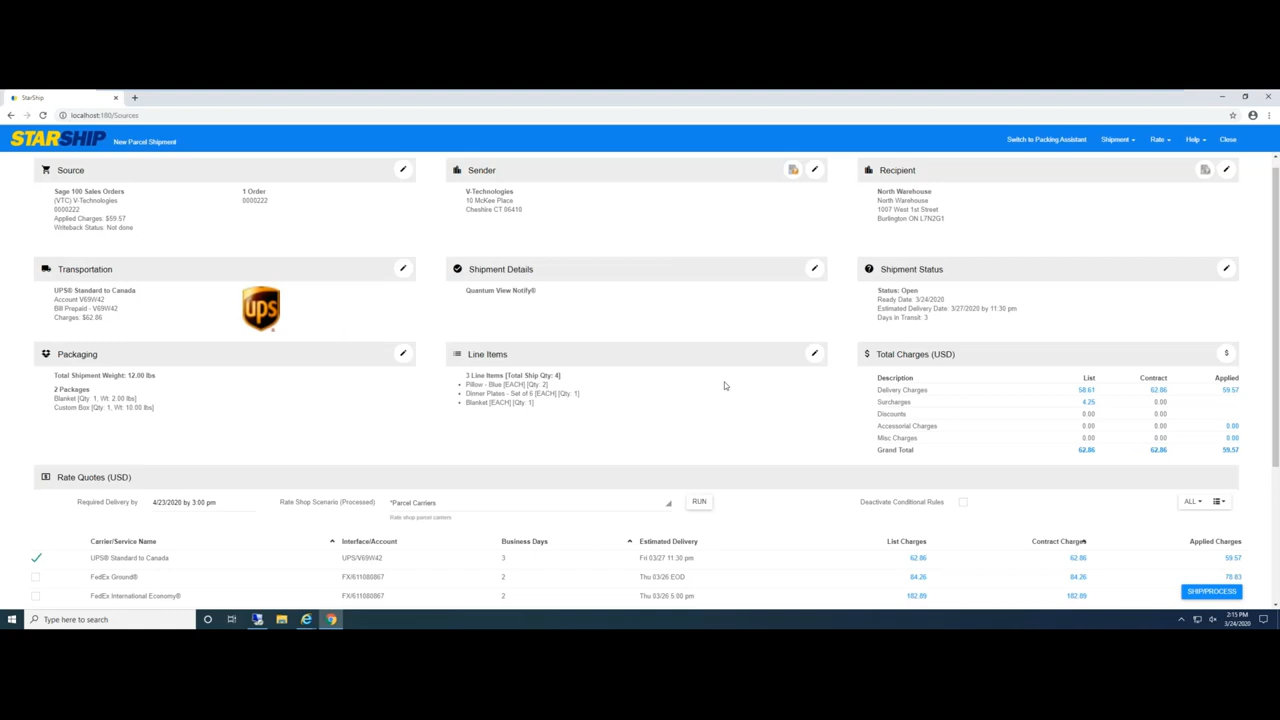 StarShip
localhost:180/Sources
STARSHIP New Parcel Shipment Switch to Packing Assistant Shipment Rate Help Close
Source
Sage 100 Sales Orders 1 Order
(VTC) V-Technologies 0000222
0000222
Applied Charges: $59.57
Writeback Status: Not done
Sender
V-Technologies
10 McKee Place
Cheshire CT 06410
Recipient
North Warehouse
North Warehouse
1007 West 1st Street
Burlington ON L7N2G1
Transportation
UPS® Standard to Canada
Account V69W42
Bill Prepaid - V69W42
Charges: $62.86
ups
Shipment Details
Quantum View Notify®
Shipment Status
Status: Open
Ready Date: 3/24/2020
Estimated Delivery Date: 3/27/2020 by 11:30 pm
Days in Transit: 3
Packaging
Total Shipment Weight: 12.00 lbs
2 Packages
Blanket [Qty. 1, Wt: 2.00 lbs]
Custom Box [Qty: 1, Wt: 10.00 lbs]
Line Items
3 Line Items [Total Ship Qty: 4]
• Pillow - Blue [EACH] [Qty. 2]
• Dinner Plates - Set of 6 [EACH] [Qty. 1]
• Blanket [EACH] [Qty. 1]
$ Total Charges (USD) $
Description List Contract Applied
Delivery Charges 58.61 62.86 59.57
Surcharges 4.25 0.00
Discounts 0.00 0.00
Accessorial Charges 0.00 0.00 0.00
Misc Charges 0.00 0.00 0.00
Grand Total 62.86 62.86 59.57
Rate Quotes (USD)
Required Delivery by 4/23/2020 by 3:00 pm Rate Shop Scenario (Processed) *Parcel Carriers RUN Deactivate Conditional Rules ALL
Rate shop parcel carriers
Carrier/Service Name Interface/Account Business Days Estimated Delivery List Charges Contract Charges Applied Charges
UPS® Standard to Canada UPS/V69W42 3 Fri 03/27 11:30 pm 62.86 62.86 59.57
FedEx Ground® FX/611080867 2 Thu 03/26 EOD 84.26 84.26 78.83
FedEx International Economy® FX/611080867 2 Thu 03/26 5:00 pm 182.89 182.89
SHIP/PROCESS
Type here to search
2:15 PM
3/24/2020